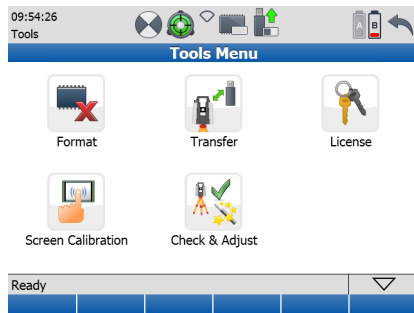 09:54:26
Tools
A
B
Tools Menu
Format
Transfer
License
Screen Calibration
Check & Adjust
Ready